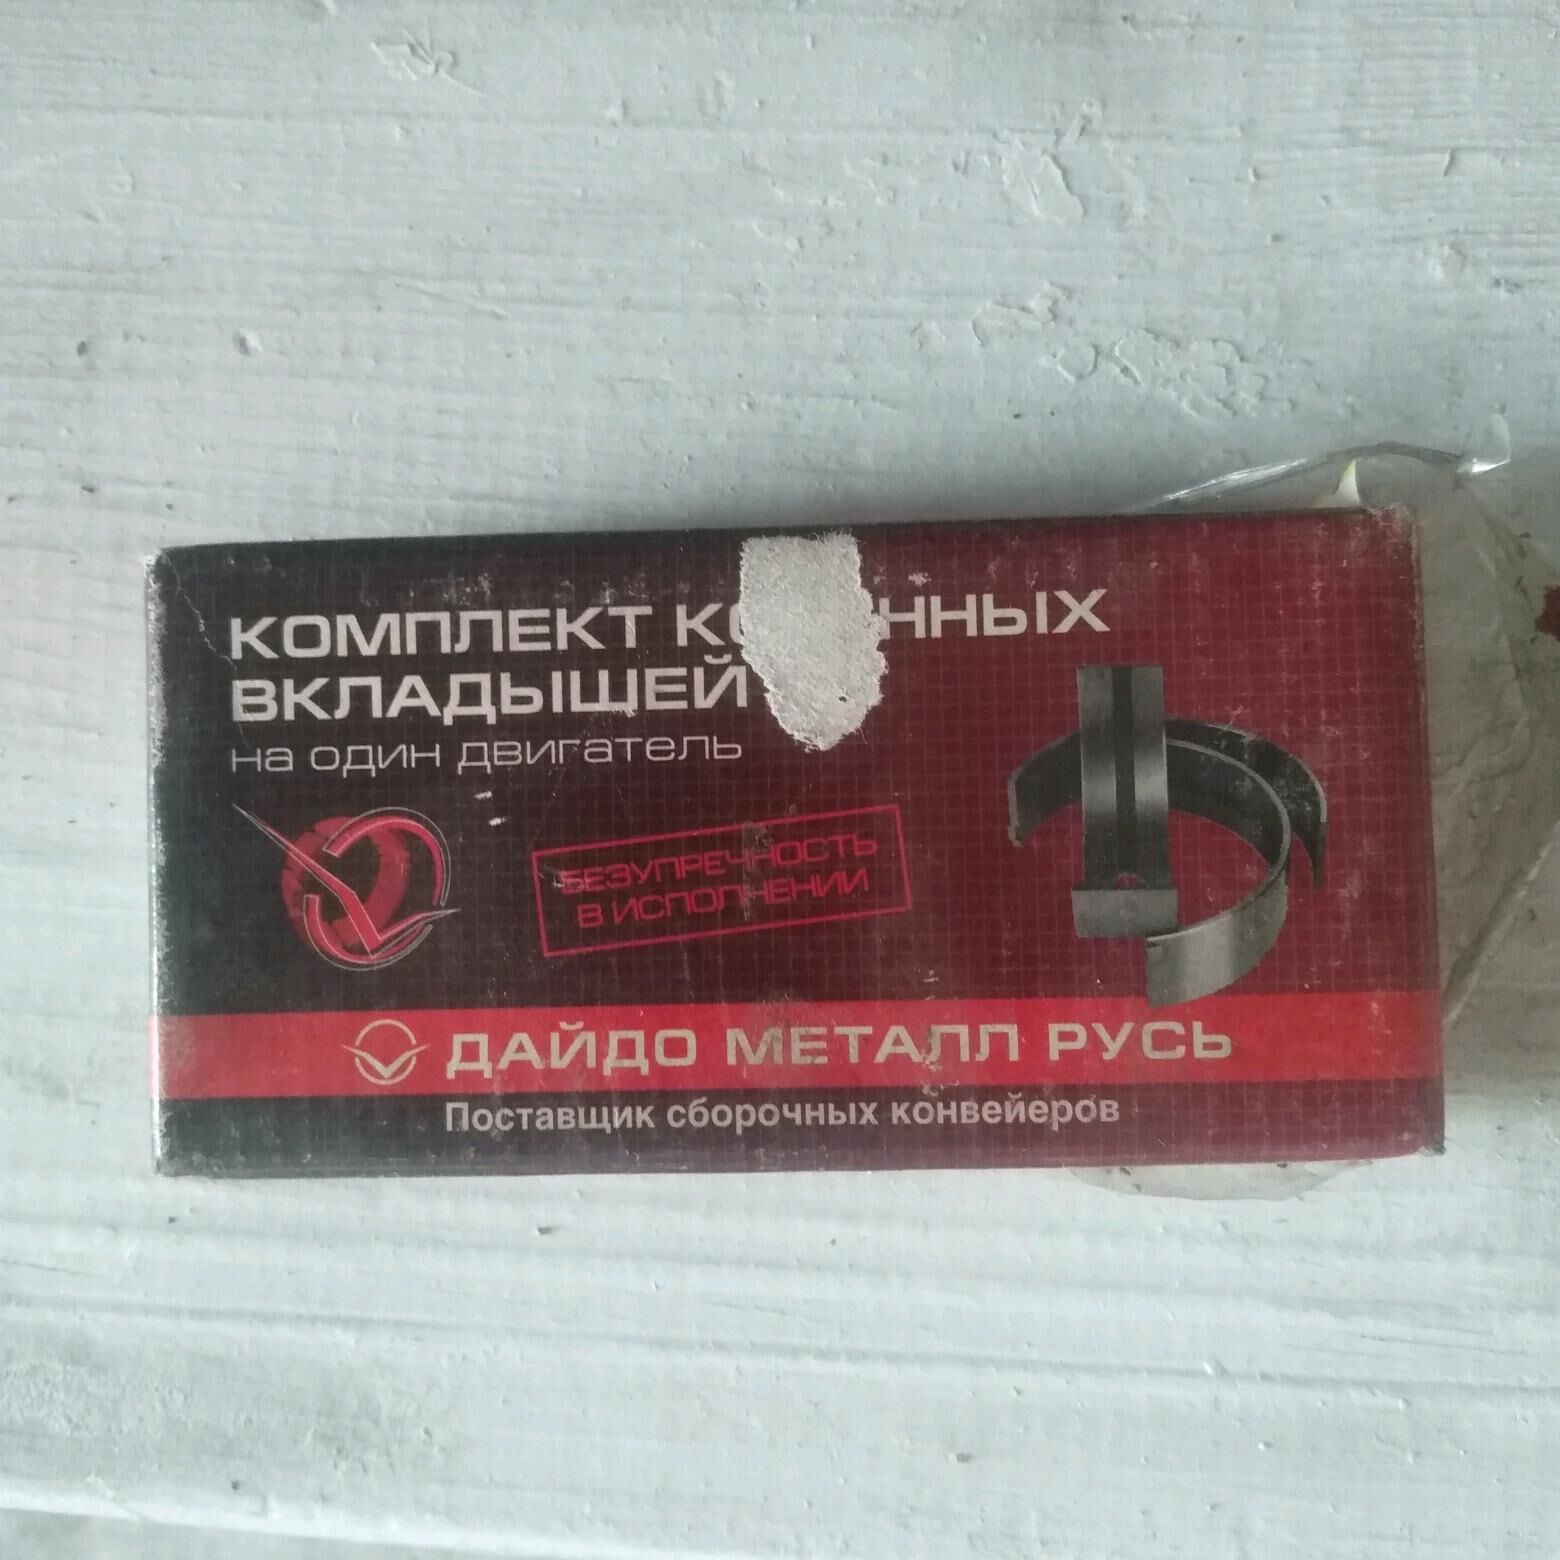 КОМПЛЕКТ
ВКЛАДЫШЕЙ
на один двигатель
БЕЗУПРЕЧНОСТЬ
В ИСПОЛНЕНИИ
ДАЙДО МЕТАЛЛ РУСЬ
Поставщик сборочных конвейеров